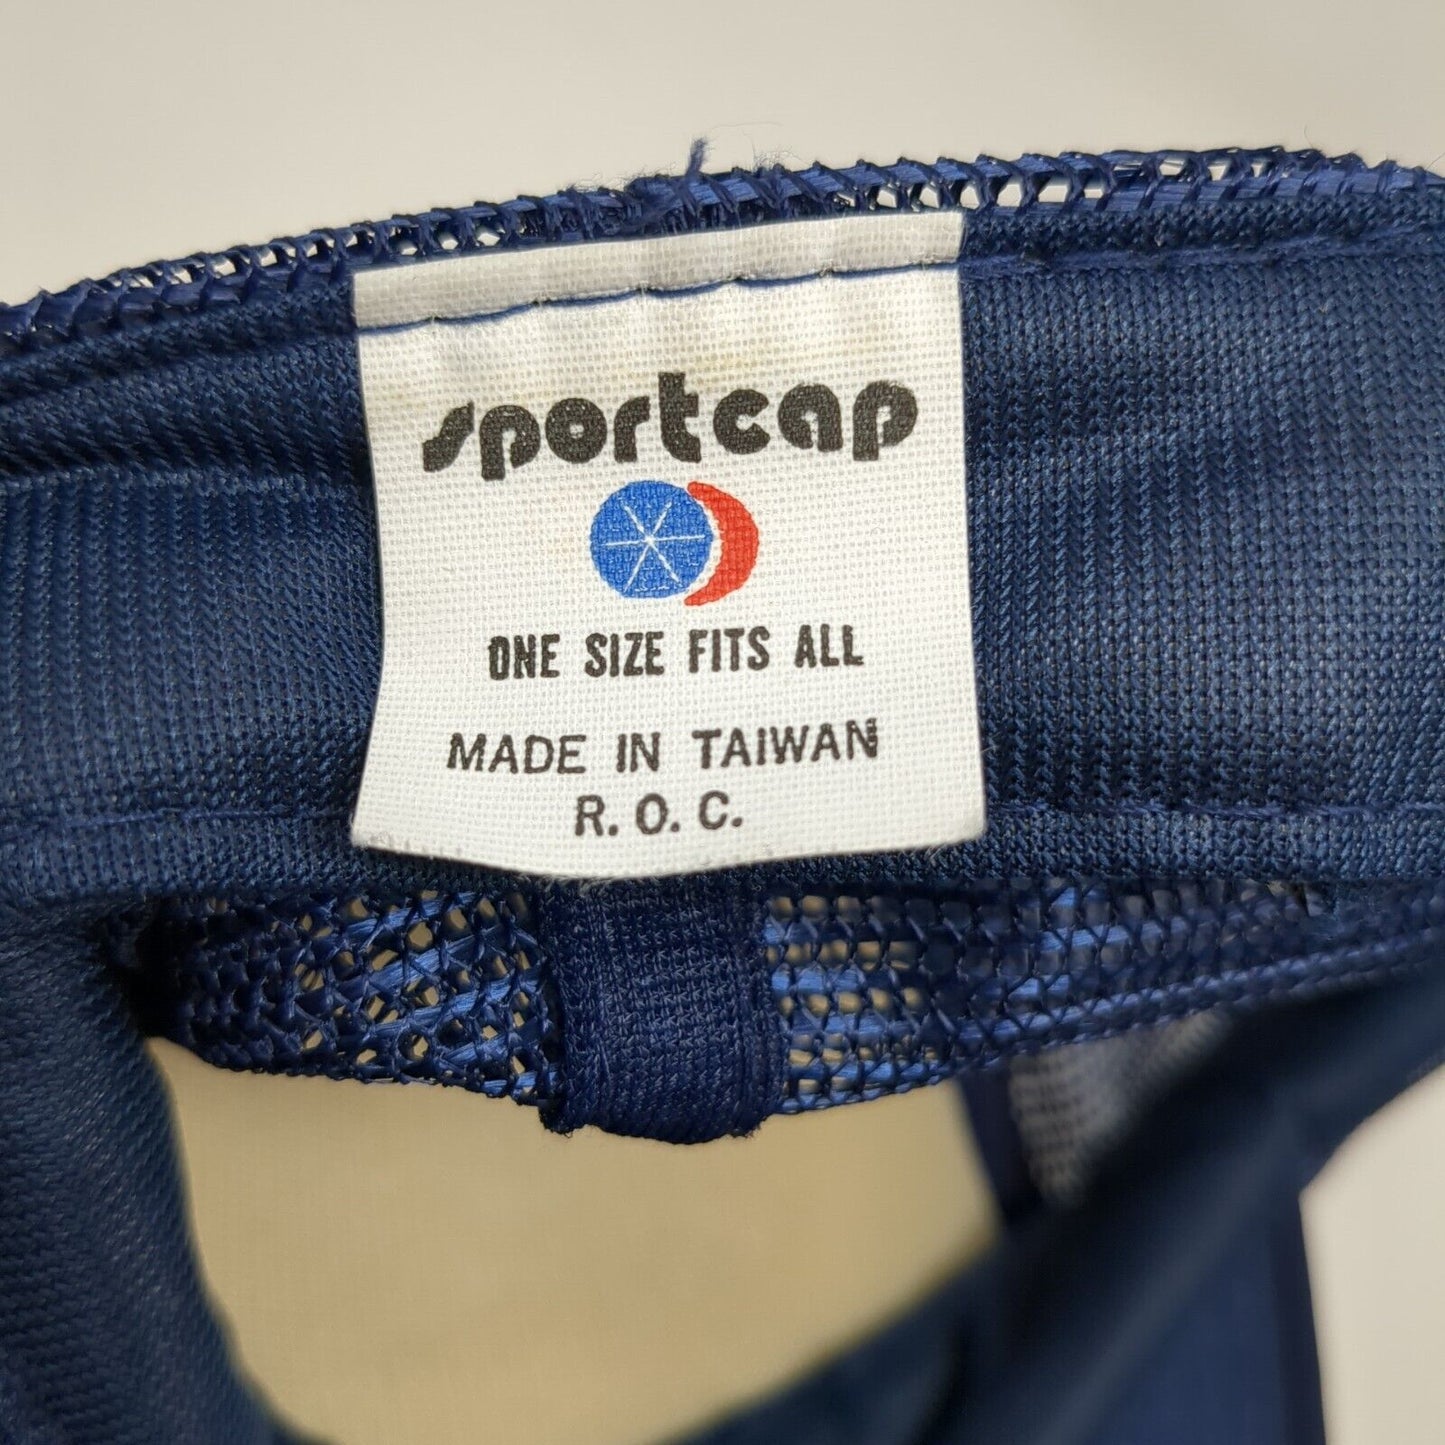 sportcap
ONE SIZE FITS ALL
MADE IN TAIWAN
R.O.C.